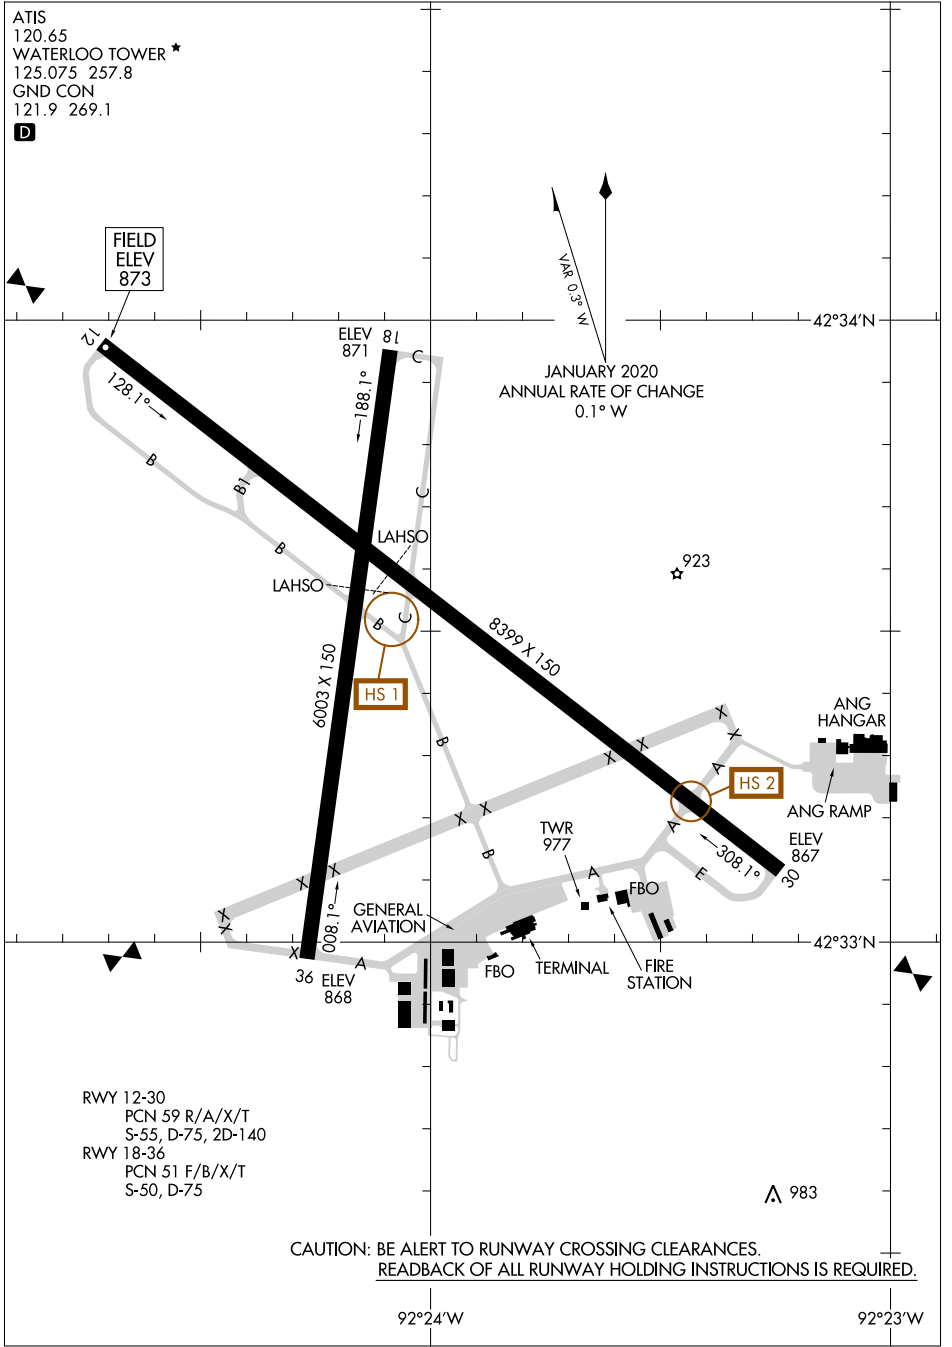 ATIS
120.65
WATERLOO TOWER ★
125.075 257.8
GND CON
121.9 269.1
D
FIELD
ELEV
873
VAR 0.3° W
JANUARY 2020
ANNUAL RATE OF CHANGE
0.1° W
42°34'N
12
128.1°
ELEV
871
18
188.1°
C
C
C
B
B1
B
B
LAHSO
LAHSO
HS 1
923
8399 X 150
6003 X 150
B
B
X
X
X
X
X
X
X
X
X
X
X
A
A
HS 2
ANG
HANGAR
ANG RAMP
ELEV
867
30
308.1°
E
TWR
977
A
FBO
GENERAL
AVIATION
008.1°
36
ELEV
868
A
FBO
TERMINAL
FIRE
STATION
42°33'N
RWY 12-30
PCN 59 R/A/X/T
S-55, D-75, 2D-140
RWY 18-36
PCN 51 F/B/X/T
S-50, D-75
983
CAUTION: BE ALERT TO RUNWAY CROSSING CLEARANCES.
READBACK OF ALL RUNWAY HOLDING INSTRUCTIONS IS REQUIRED.
92°24'W
92°23'W